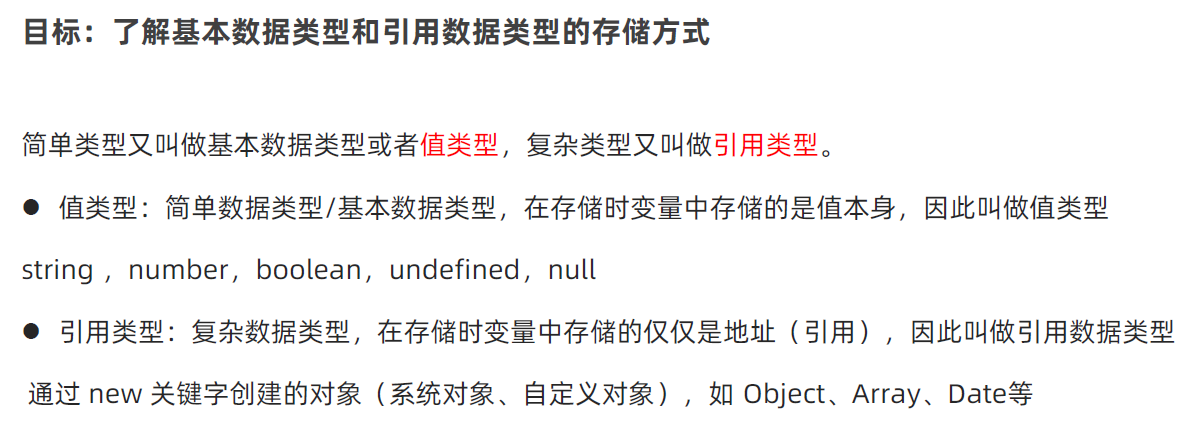 目标：了解基本数据类型和引用数据类型的存储方式
简单类型又叫做基本数据类型或者值类型，复杂类型又叫做引用类型。
● 值类型：简单数据类型/基本数据类型，在存储时变量中存储的是值本身，因此叫做值类型
string ，number，boolean，undefined，null
● 引用类型：复杂数据类型，在存储时变量中存储的仅仅是地址（引用），因此叫做引用数据类型
通过 new 关键字创建的对象（系统对象、自定义对象），如 Object、Array、Date等